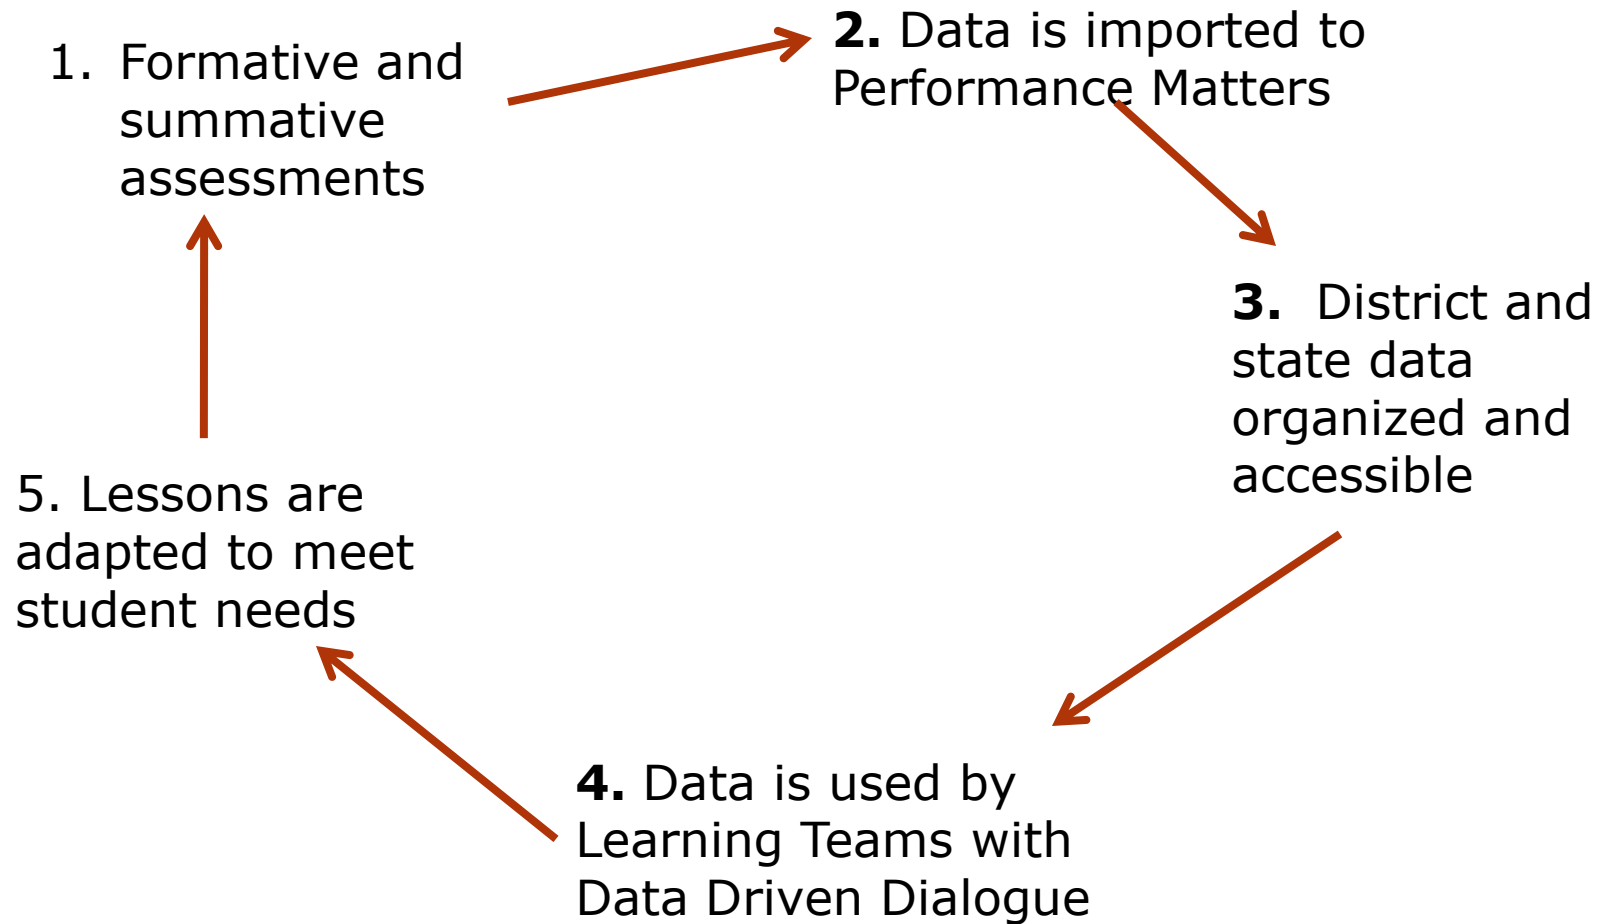 1. Formative and
summative
assessments
2. Data is imported to
Performance Matters
3. District and
state data
organized and
accessible
4. Data is used by
Learning Teams with
Data Driven Dialogue
5. Lessons are
adapted to meet
student needs